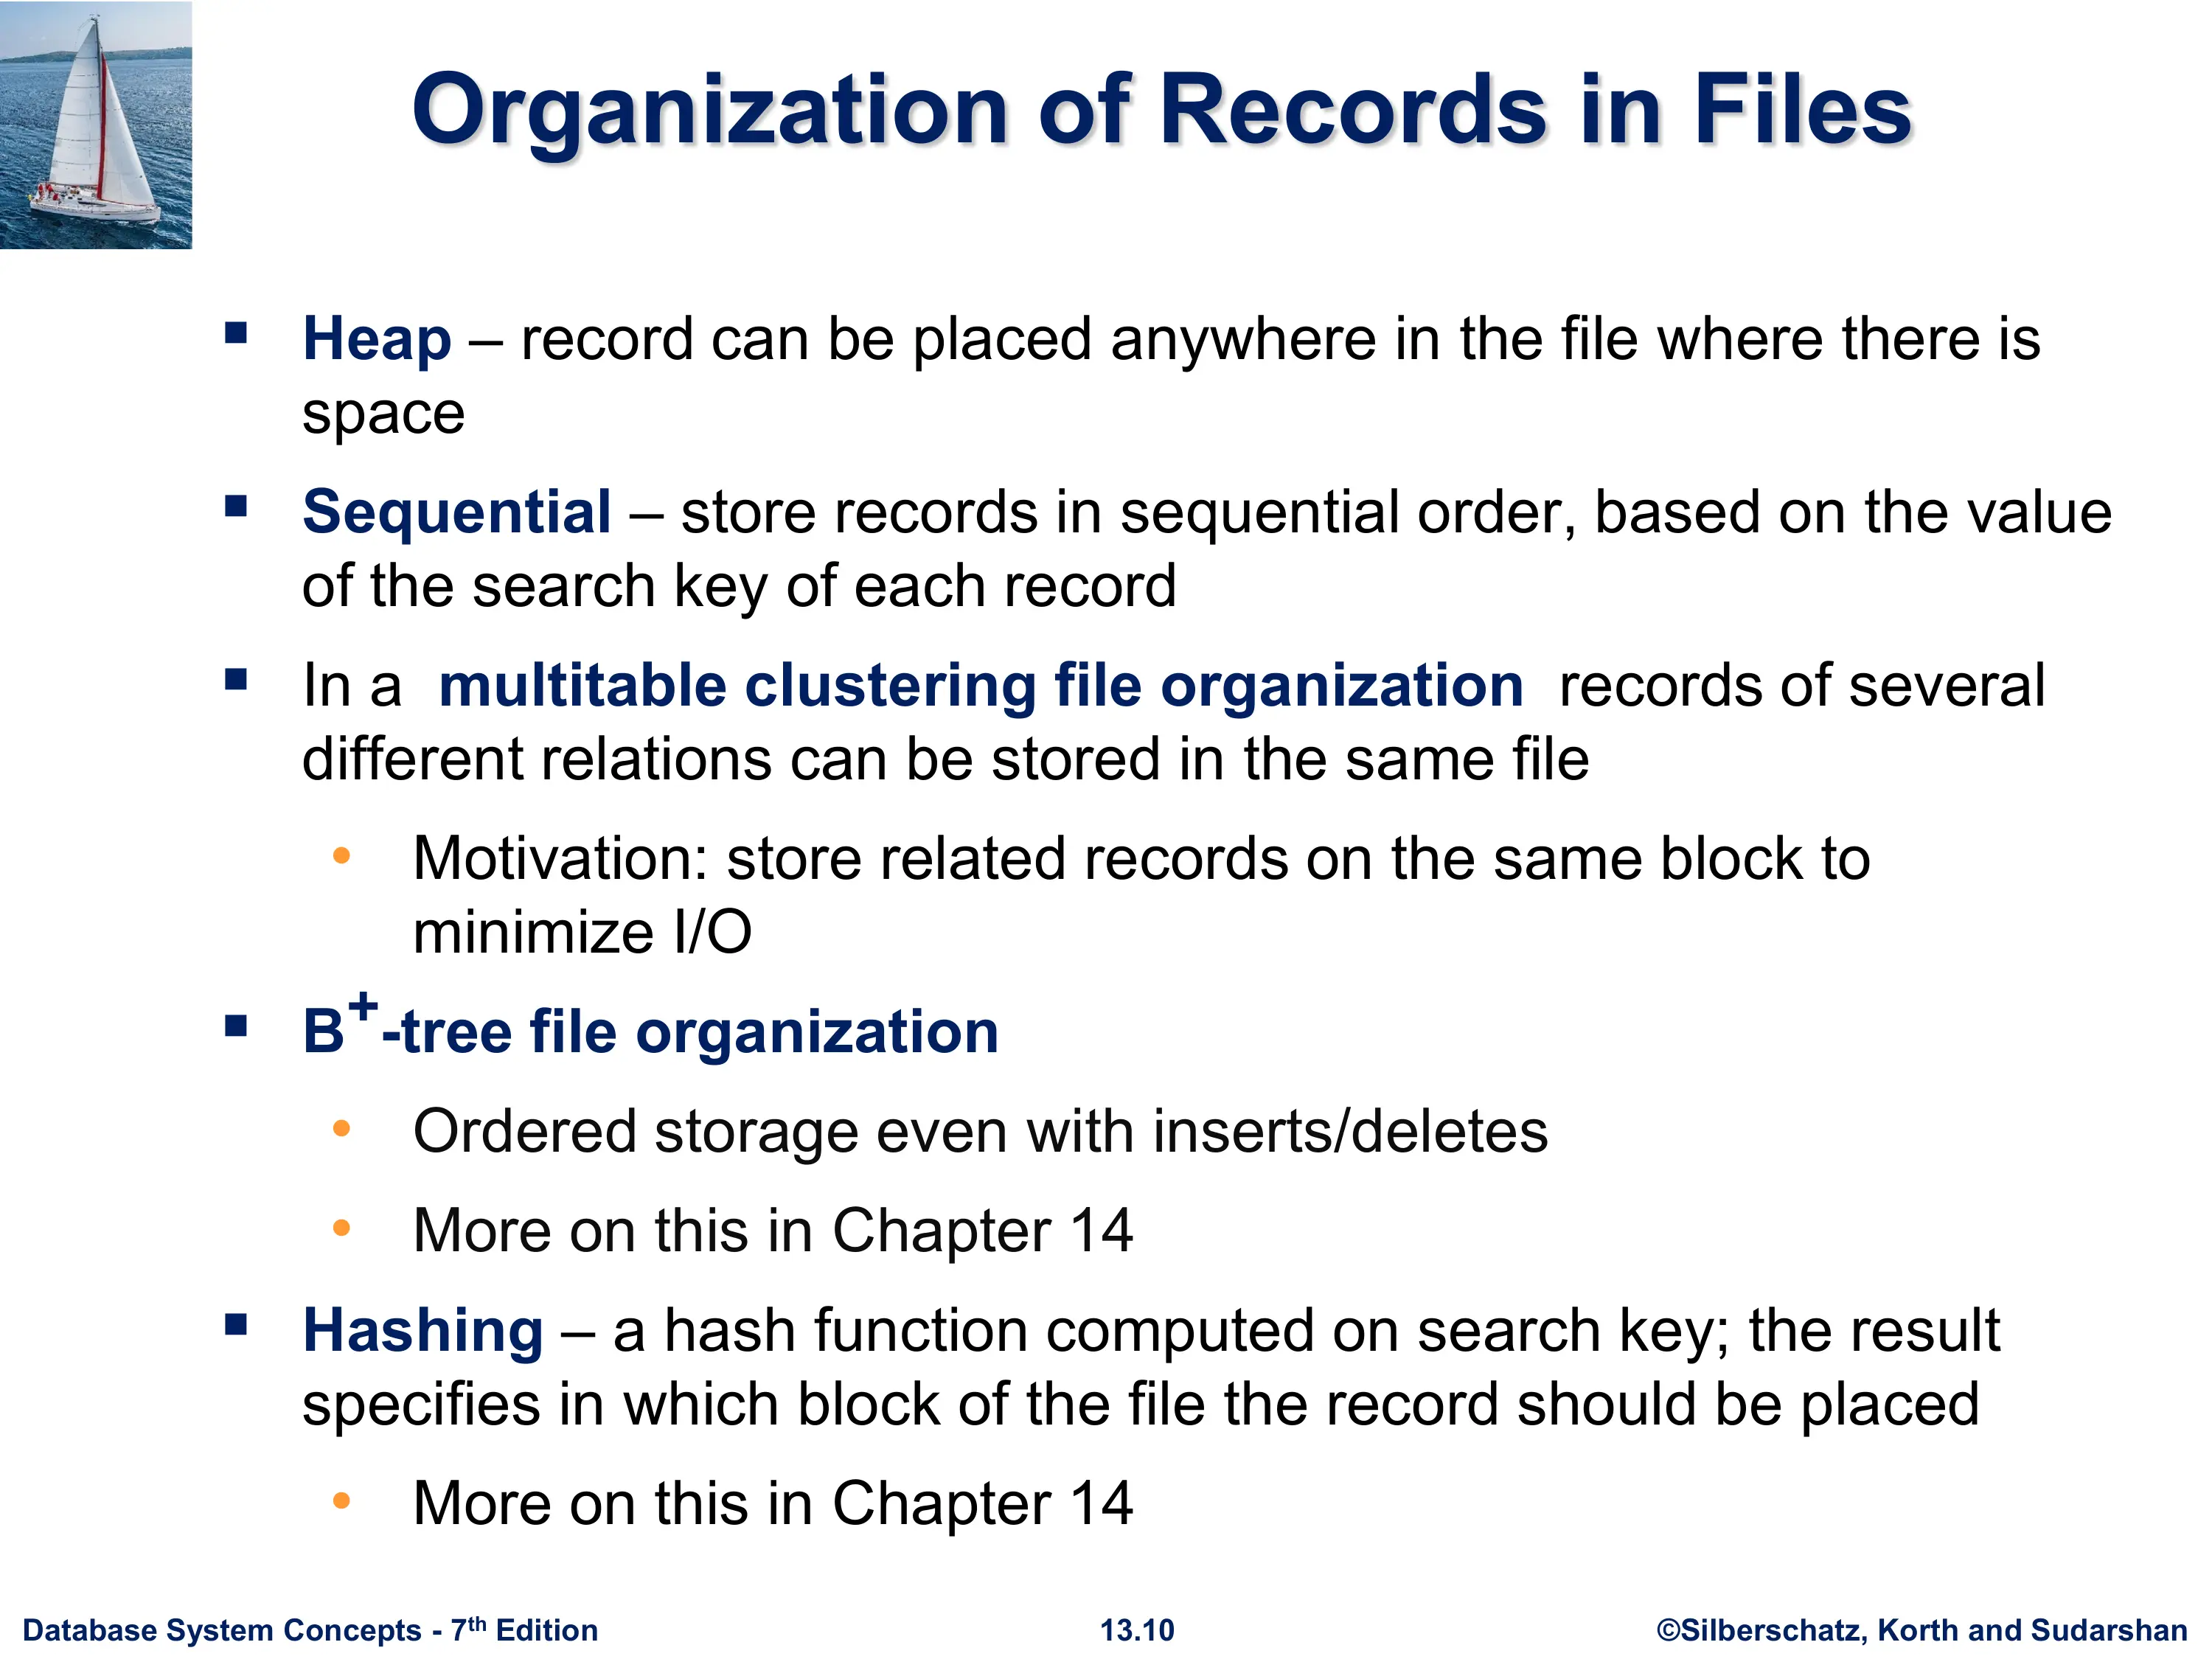 Organization of Records in Files
▪ Heap – record can be placed anywhere in the file where there is
space
▪ Sequential – store records in sequential order, based on the value
of the search key of each record
▪ In a multitable clustering file organization records of several
different relations can be stored in the same file
• Motivation: store related records on the same block to
minimize I/O
▪ B+-tree file organization
• Ordered storage even with inserts/deletes
• More on this in Chapter 14
▪ Hashing – a hash function computed on search key; the result
specifies in which block of the file the record should be placed
• More on this in Chapter 14
Database System Concepts - 7th Edition 13.10 ©Silberschatz, Korth and Sudarshan